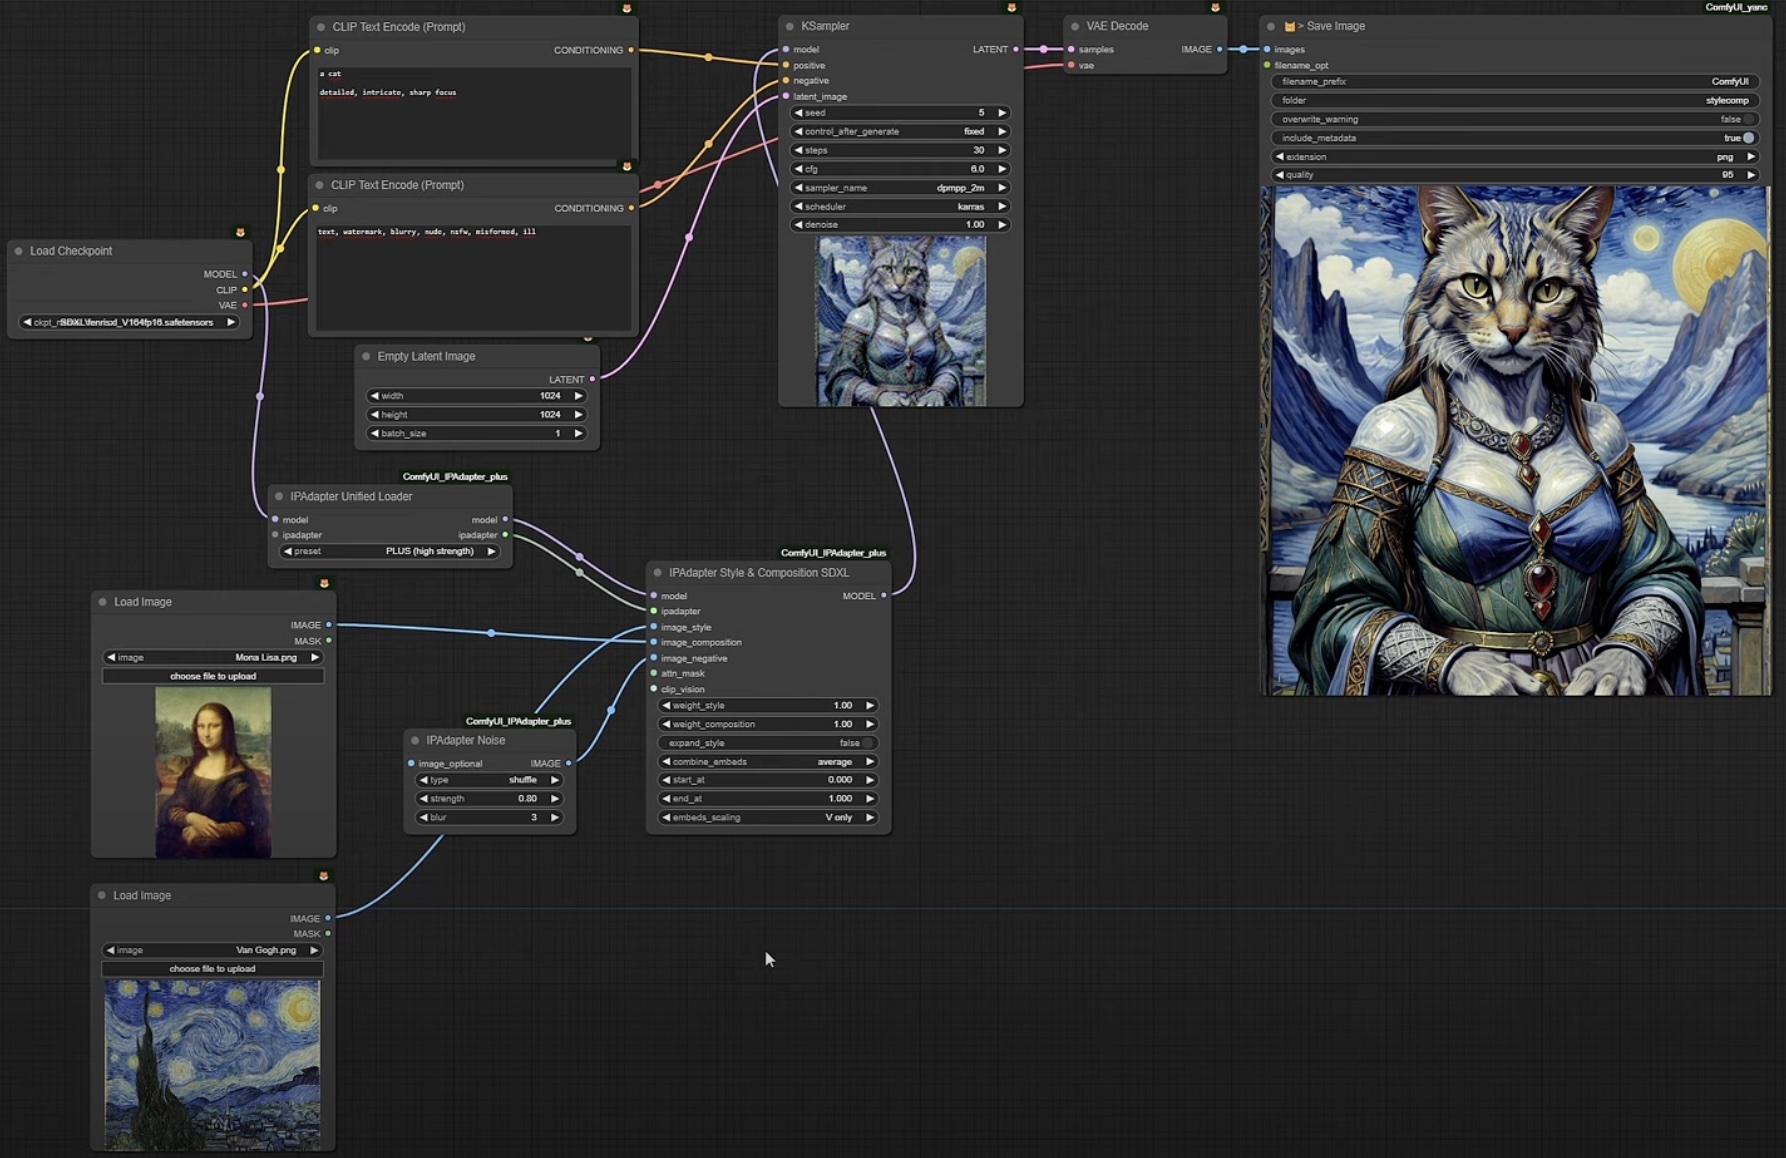 CLIP Text Encode (Prompt)
clip
CONDITIONING
a cat
detailed, intricate, sharp focus
CLIP Text Encode (Prompt)
clip
CONDITIONING
text, watermark, blurry, nude, nsfw, misformed, ill
Load Checkpoint
MODEL
CLIP
VAE
SDXL\fenrisxl_V164fp16.safetensors
Empty Latent Image
LATENT
width 1024
height 1024
batch_size 1
KSampler
model LATENT
positive
negative
latent_image
seed 5
control_after_generate fixed
steps 30
cfg 6.0
sampler_name dpmpp_2m
scheduler karras
denoise 1.00
VAE Decode
samples IMAGE
vae
ComfyUI_yanc
> Save Image
images
filename_opt
filename_prefix ComfyUI
folder stylecomp
overwrite_warning false
include_metadata true
extension png
quality 95
ComfyUI_IPAdapter_plus
IPAdapter Unified Loader
model model
ipadapter ipadapter
preset PLUS (high strength)
ComfyUI_IPAdapter_plus
IPAdapter Style & Composition SDXL
model MODEL
ipadapter
image_style
image_composition
image_negative
attn_mask
clip_vision
weight_style 1.00
weight_composition 1.00
expand_style false
combine_embeds average
start_at 0.000
end_at 1.000
embeds_scaling V only
Load Image
IMAGE
MASK
image Mona Lisa.png
choose file to upload
ComfyUI_IPAdapter_plus
IPAdapter Noise
image_optional IMAGE
type shuffle
strength 0.80
blur 3
Load Image
IMAGE
MASK
image Van Gogh.png
choose file to upload